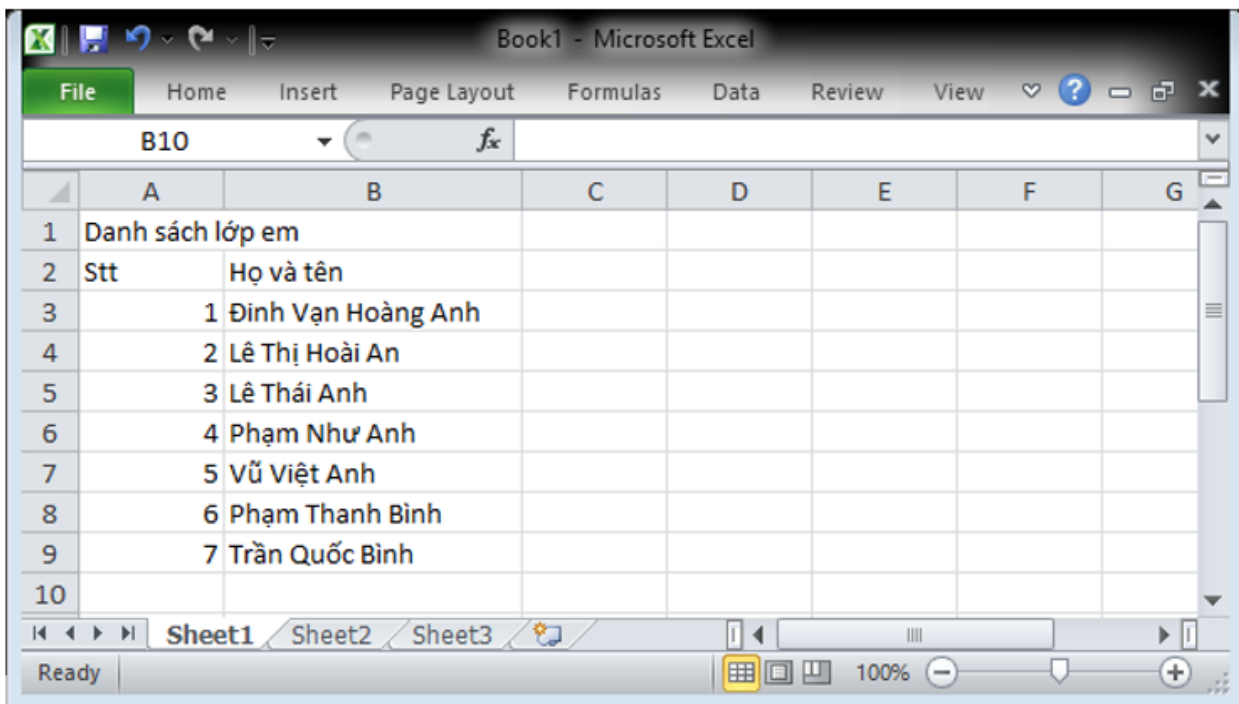 Book1 - Microsoft Excel
File Home Insert Page Layout Formulas Data Review View
B10 fx
A B C D E F G
1 Danh sách lớp em
2 Stt Họ và tên
3 1 Đinh Vạn Hoàng Anh
4 2 Lê Thị Hoài An
5 3 Lê Thái Anh
6 4 Phạm Như Anh
7 5 Vũ Việt Anh
8 6 Phạm Thanh Bình
9 7 Trần Quốc Bình
10
Sheet1 Sheet2 Sheet3
Ready 100%